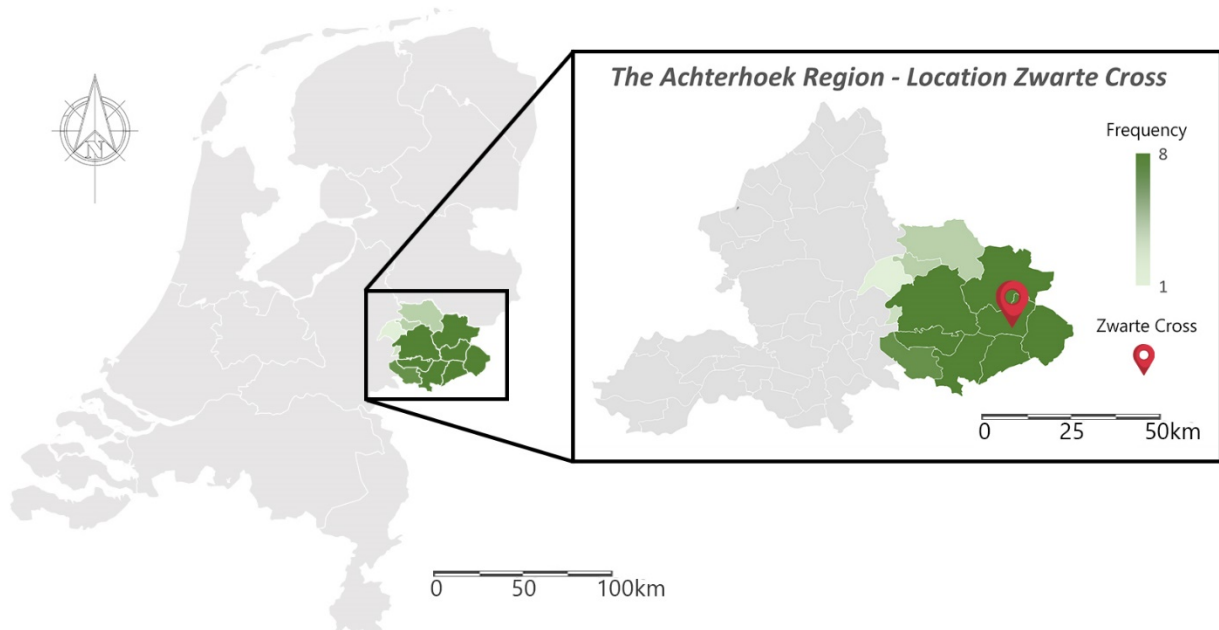 N
The Achterhoek Region - Location Zwarte Cross
Frequency
8
1
Zwarte Cross
0 25 50km
0 50 100km